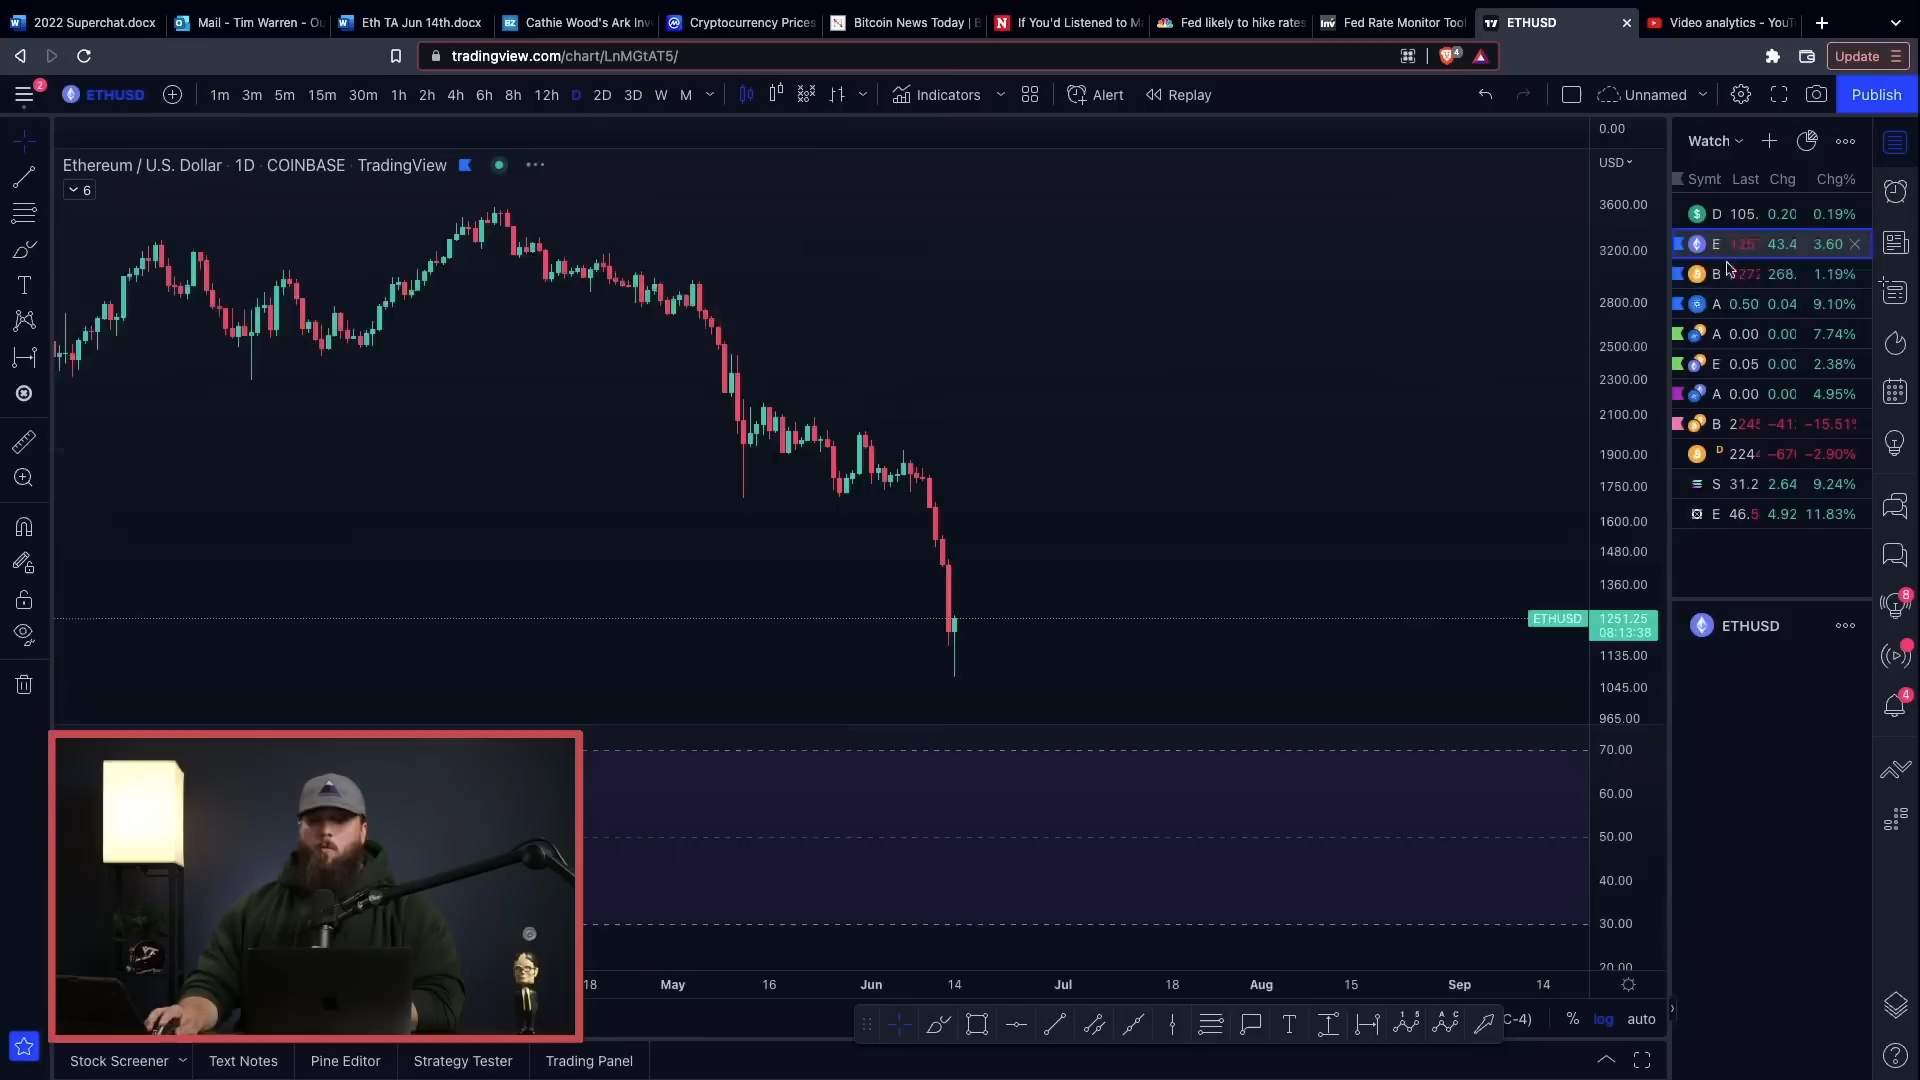 2022 Superchat.docx
Mail - Tim Warren - Ou
Eth TA Jun 14th.docx
Cathie Wood's Ark Inv
Cryptocurrency Prices
Bitcoin News Today | B
If You'd Listened to M
Fed likely to hike rates
Fed Rate Monitor Tool
ETHUSD
Video analytics - YouT
tradingview.com/chart/LnMGtAT5/
4
Update
2
ETHUSD
1m 3m 5m 15m 30m 1h 2h 4h 6h 8h 12h D 2D 3D W M
Indicators
Alert
Replay
Unnamed
Publish
Ethereum / U.S. Dollar · 1D · COINBASE · TradingView
6
0.00
USD
3600.00
3200.00
2800.00
2500.00
2300.00
2100.00
1900.00
1750.00
1600.00
1480.00
1360.00
ETHUSD 1251.25
08:13:38
1135.00
1045.00
965.00
70.00
60.00
50.00
40.00
30.00
20.00
Watch
Symb Last Chg Chg%
D 105. 0.20 0.19%
E 43.4 3.60
B 268. 1.19%
A 0.50 0.04 9.10%
A 0.00 0.00 7.74%
E 0.05 0.00 2.38%
A 0.00 0.00 4.95%
B 2245 −41 −15.51%
D 224 −670 −2.90%
S 31.2 2.64 9.24%
E 46.5 4.92 11.83%
ETHUSD
8
4
18 May 16 Jun 14 Jul 18 Aug 15 Sep 14
C-4)
% log auto
Stock Screener
Text Notes
Pine Editor
Strategy Tester
Trading Panel